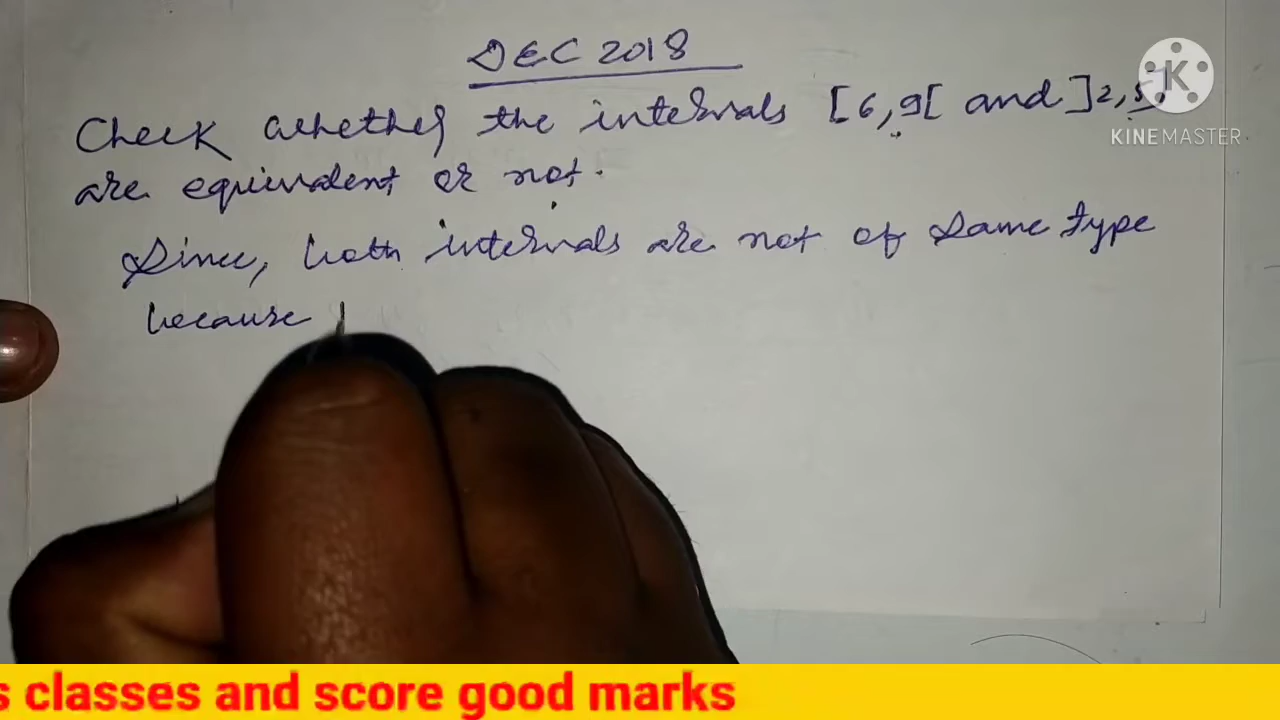 DEC 2018
Check whether the intervals [6,9[ and ]2,5]
are equivalent or not.
Since, both intervals are not of same type
because
KINEMASTER
s classes and score good marks